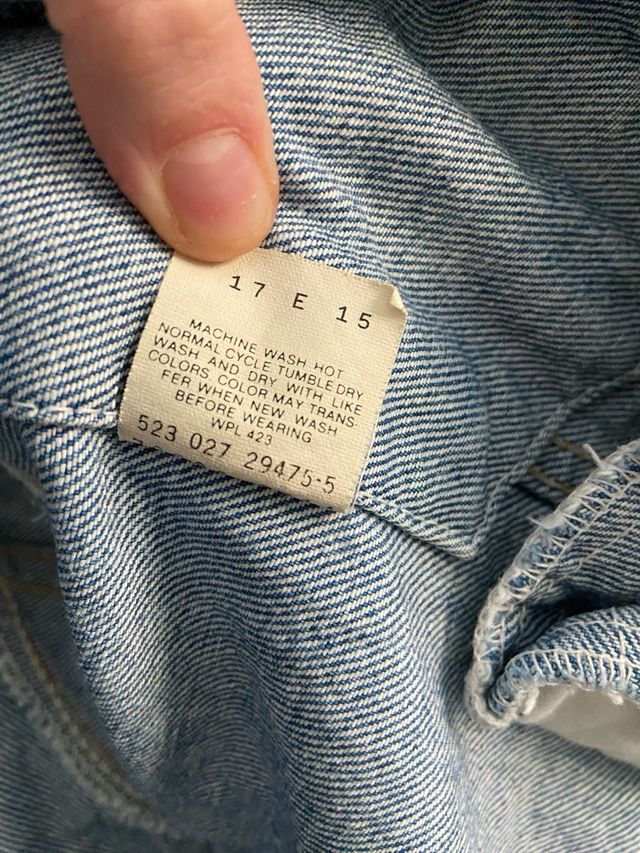 17 E 15
MACHINE WASH HOT
NORMAL CYCLE TUMBLE DRY
WASH AND DRY WITH LIKE
COLORS. COLOR MAY TRANS-
FER WHEN NEW WASH
BEFORE WEARING
WPL 423
523 027 29475-5